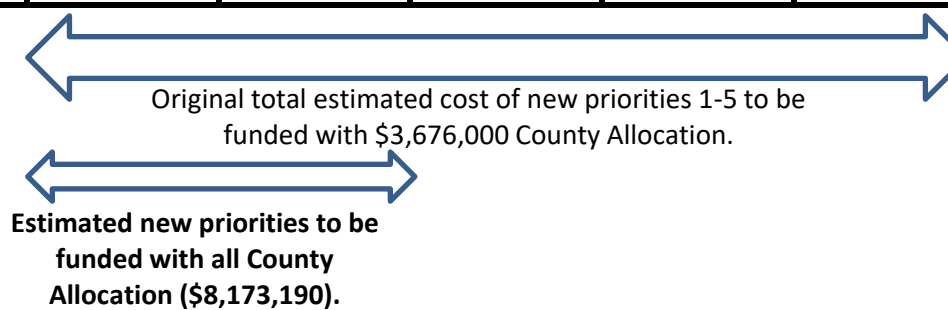 Original total estimated cost of new priorities 1-5 to be
funded with $3,676,000 County Allocation.
Estimated new priorities to be
funded with all County
Allocation ($8,173,190).